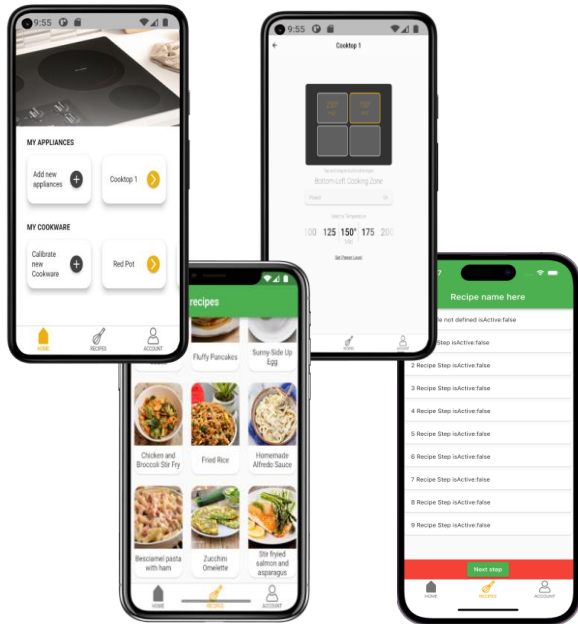 9:55
MY APPLIANCES
Add new
appliances
Cooktop 1
MY COOKWARE
Calibrate
new
Cookware
Red Pot
HOME
RECIPES
ACCOUNT
9:55
Cooktop 1
Bottom-Left Cooking Zone
Select a Temperature
100 125 150° 175 200
Set Power Level
recipes
Fluffy Pancakes
Sunny-Side Up
Egg
Chicken and
Broccoli Stir Fry
Fried Rice
Homemade
Alfredo Sauce
Besciamel pasta
with ham
Zucchini
Omelette
Stir fryied
salmon and
asparagus
HOME
RECIPES
ACCOUNT
7
Recipe name here
not defined isActive:false
Step isActive:false
2 Recipe Step isActive:false
3 Recipe Step isActive:false
4 Recipe Step isActive:false
5 Recipe Step isActive:false
6 Recipe Step isActive:false
7 Recipe Step isActive:false
8 Recipe Step isActive:false
9 Recipe Step isActive:false
Next step
HOME
RECIPES
ACCOUNT